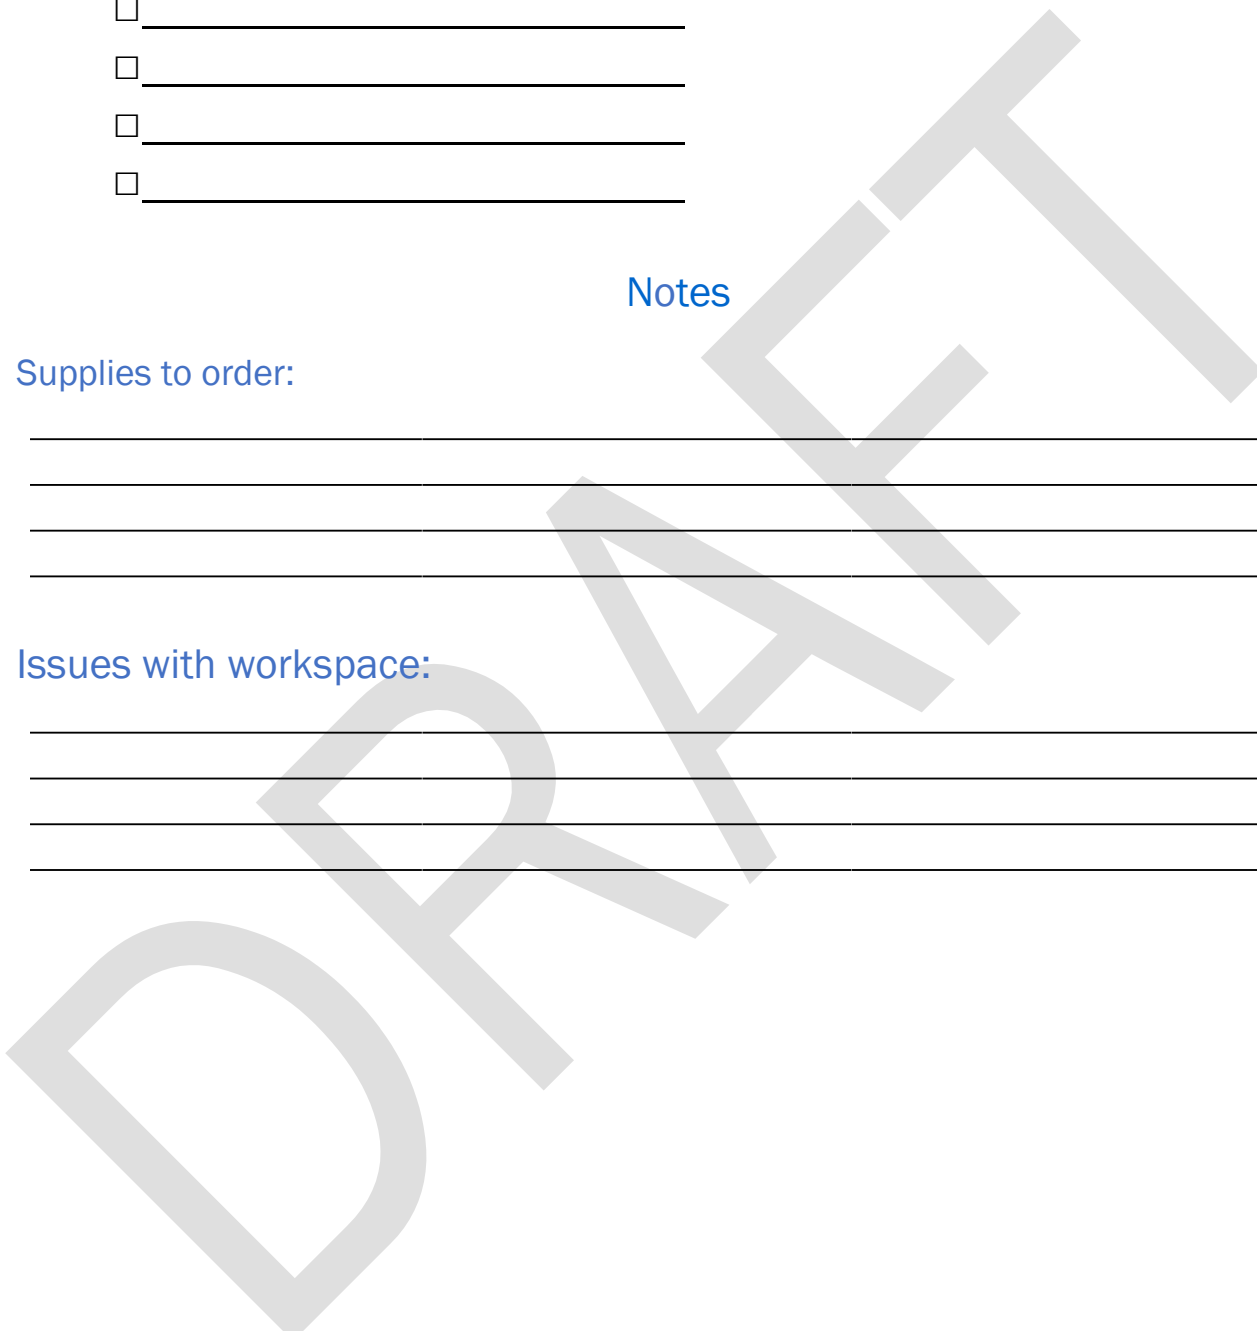 ☐
☐
☐
☐
Notes
Supplies to order:
Issues with workspace:
DRAFT